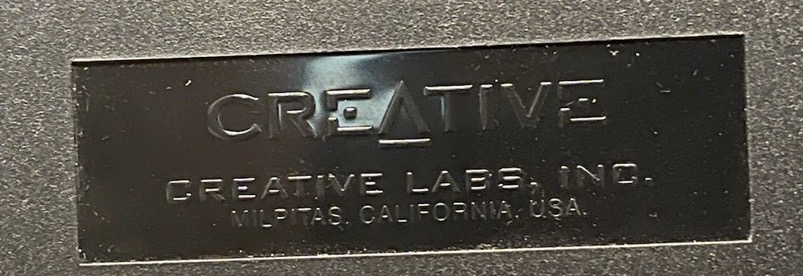 CREATIVE
CREATIVE LABS, INC.
MILPITAS, CALIFORNIA, USA.